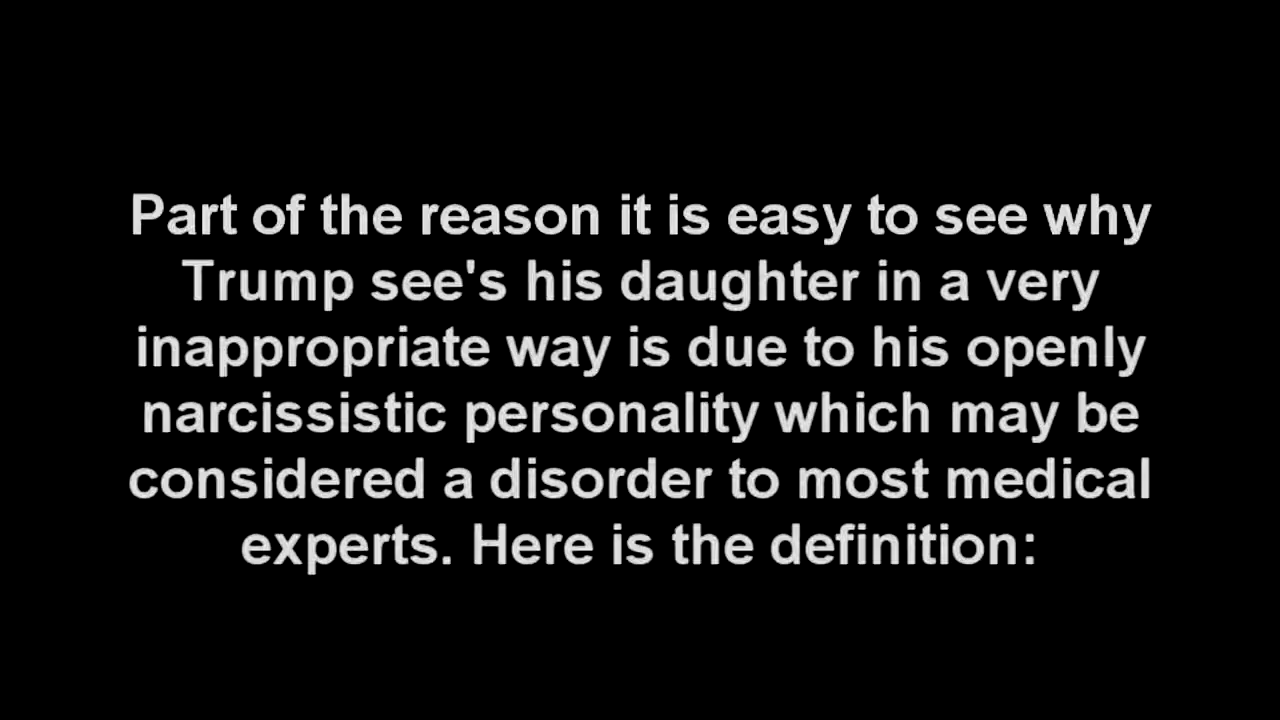 Part of the reason it is easy to see why
Trump see's his daughter in a very
inappropriate way is due to his openly
narcissistic personality which may be
considered a disorder to most medical
experts. Here is the definition: